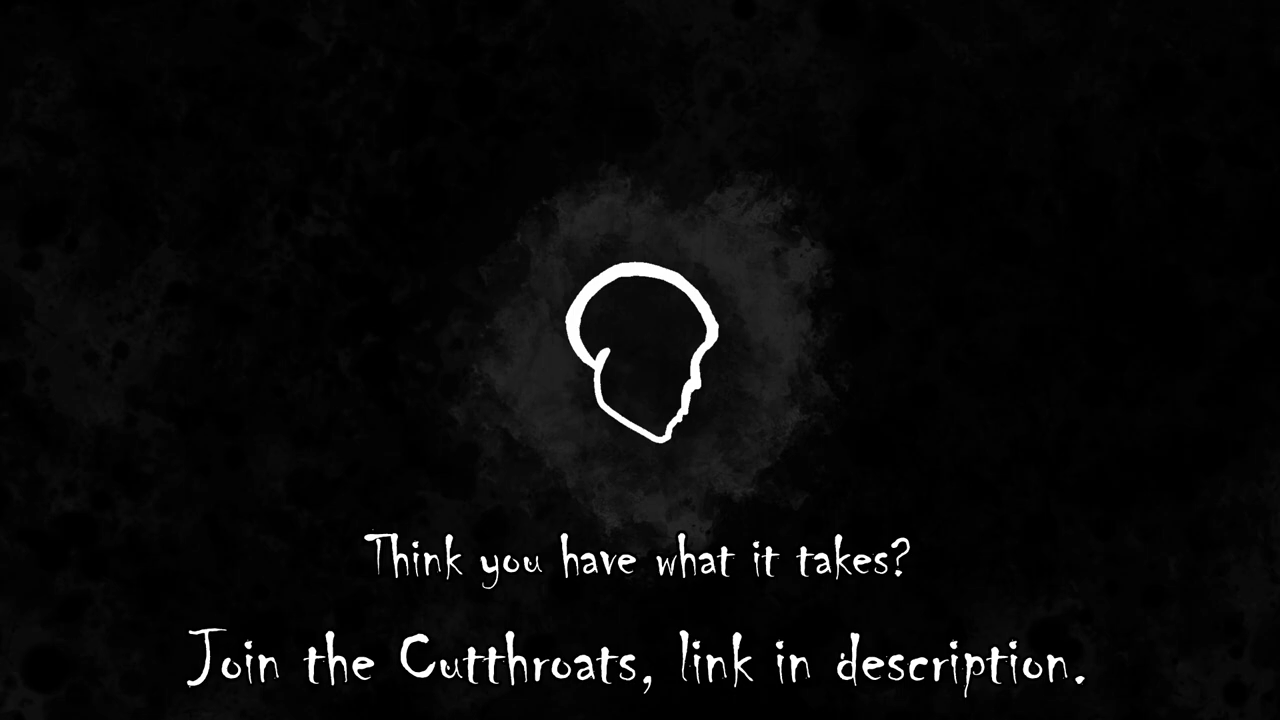 Think you have what it takes?
Join the Cutthroats, link in description.